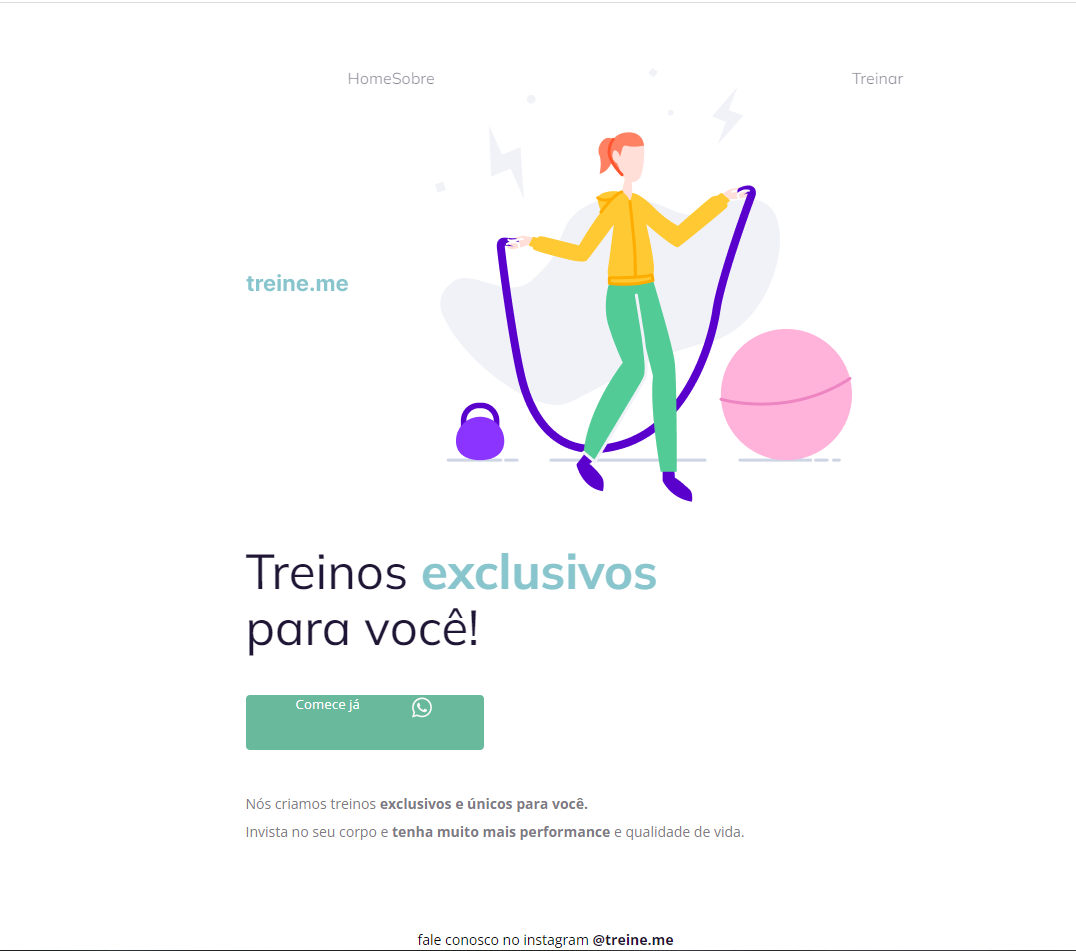 HomeSobre
Treinar
treine.me
Treinos exclusivos
para você!
Comece já
Nós criamos treinos exclusivos e únicos para você.
Invista no seu corpo e tenha muito mais performance e qualidade de vida.
fale conosco no instagram @treine.me